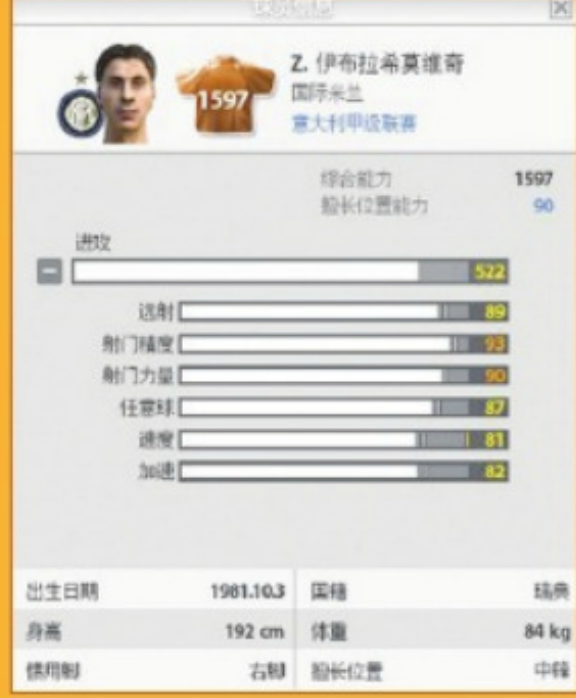 球员信息
Z. 伊布拉希莫维奇
1597
国际米兰
意大利甲级联赛
综合能力 1597
擅长位置能力 90
进攻
522
远射 89
射门精度 93
射门力量 90
任意球 87
速度 81
加速 82
出生日期 1981.10.3 国籍 瑞典
身高 192 cm 体重 84 kg
惯用脚 右脚 擅长位置 中锋